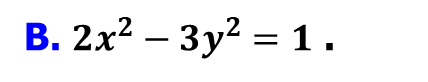 B. 2x² − 3y² = 1 .